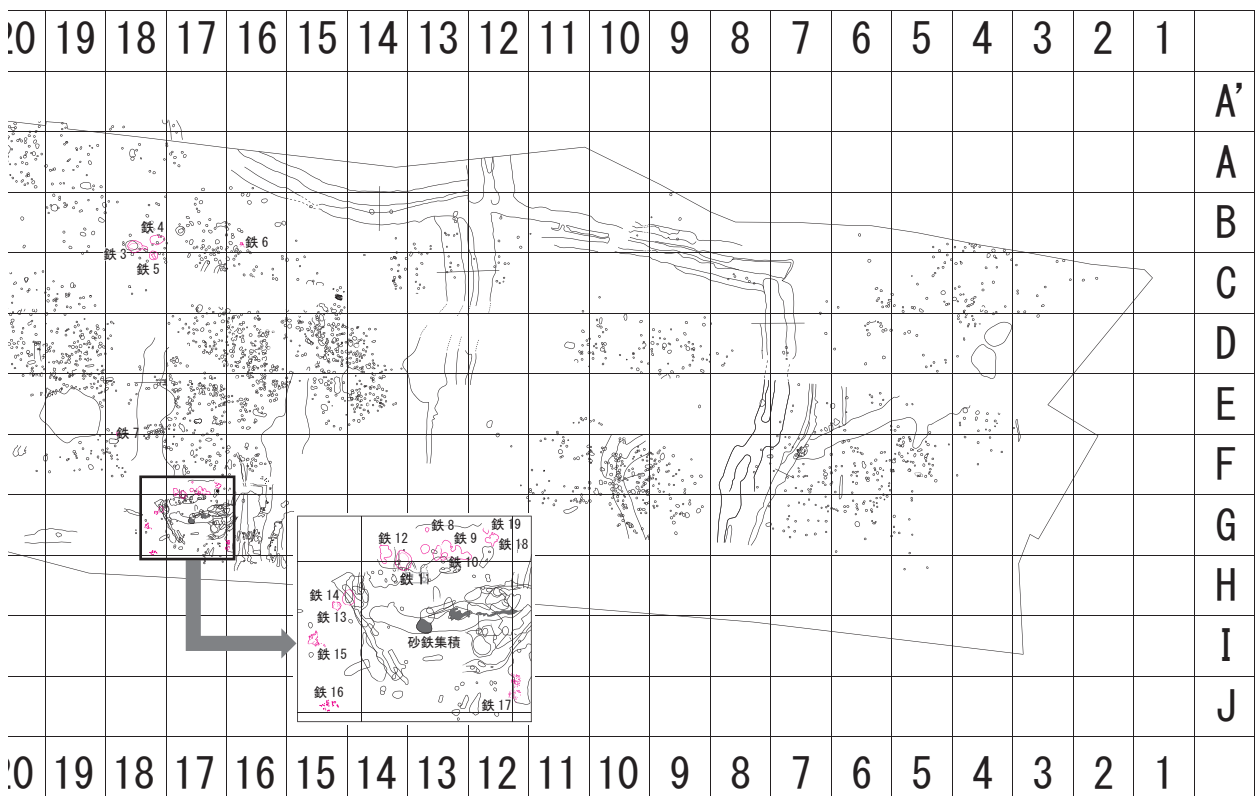 20 19 18 17 16 15 14 13 12 11 10 9 8 7 6 5 4 3 2 1
A’
A
B
鉄 4
鉄 3
鉄 6
鉄 5
C
D
E
鉄 7
F
G
鉄 8
鉄 19
鉄 12
鉄 9
鉄 18
鉄 10
鉄 11
H
鉄 14
鉄 13
砂鉄集積
I
鉄 15
鉄 16
鉄 17
J
20 19 18 17 16 15 14 13 12 11 10 9 8 7 6 5 4 3 2 1